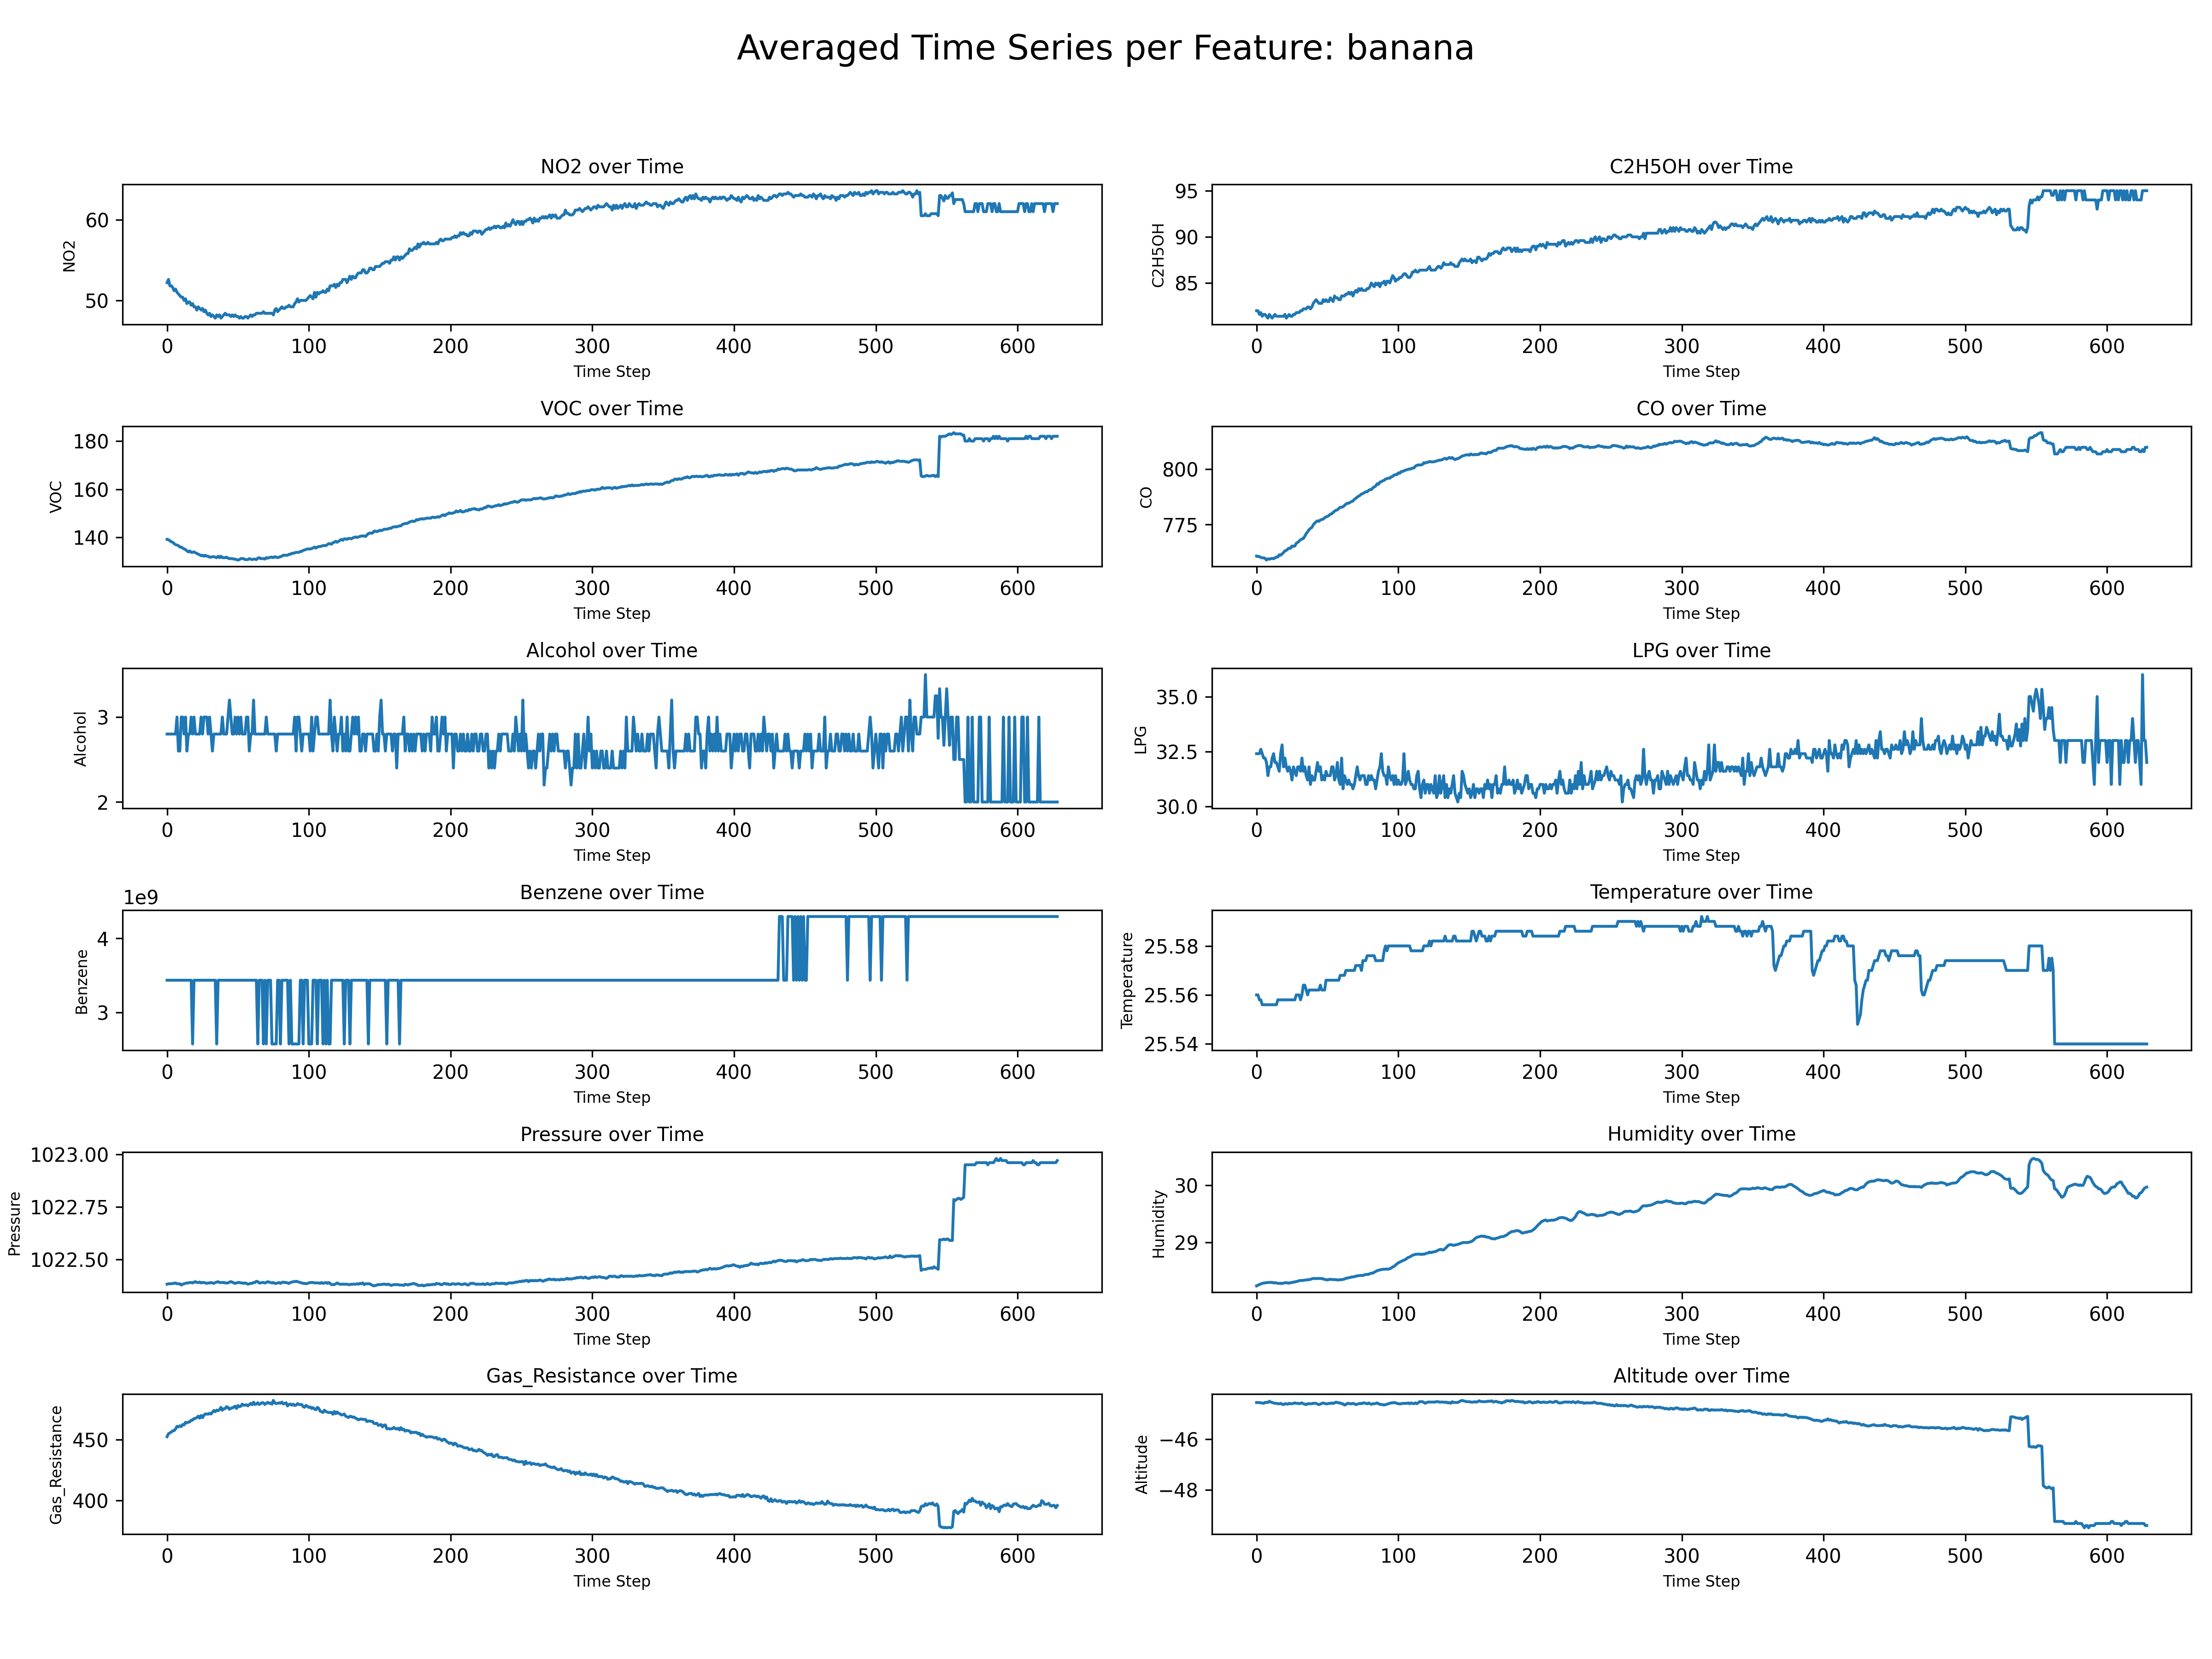 Averaged Time Series per Feature: banana
NO2 over Time
NO2
60
50
0 100 200 300 400 500 600
Time Step
C2H5OH over Time
C2H5OH
95
90
85
0 100 200 300 400 500 600
Time Step
VOC over Time
VOC
180
160
140
0 100 200 300 400 500 600
Time Step
CO over Time
CO
800
775
0 100 200 300 400 500 600
Time Step
Alcohol over Time
Alcohol
3
2
0 100 200 300 400 500 600
Time Step
LPG over Time
LPG
35.0
32.5
30.0
0 100 200 300 400 500 600
Time Step
Benzene over Time
1e9
Benzene
4
3
0 100 200 300 400 500 600
Time Step
Temperature over Time
Temperature
25.58
25.56
25.54
0 100 200 300 400 500 600
Time Step
Pressure over Time
Pressure
1023.00
1022.75
1022.50
0 100 200 300 400 500 600
Time Step
Humidity over Time
Humidity
30
29
0 100 200 300 400 500 600
Time Step
Gas_Resistance over Time
Gas_Resistance
450
400
0 100 200 300 400 500 600
Time Step
Altitude over Time
Altitude
−46
−48
0 100 200 300 400 500 600
Time Step